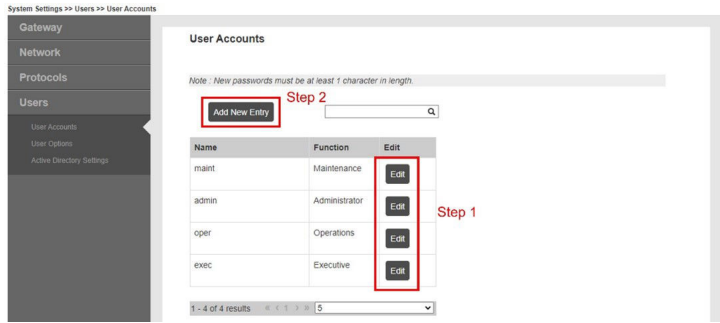 System Settings >> Users >> User Accounts
Gateway
Network
Protocols
Users
User Accounts
User Options
Active Directory Settings
User Accounts
Note : New passwords must be at least 1 character in length.
Step 2
Add New Entry
Name Function Edit
maint Maintenance Edit
admin Administrator Edit
Step 1
oper Operations Edit
exec Executive Edit
1 - 4 of 4 results « ‹ 1 › » 5